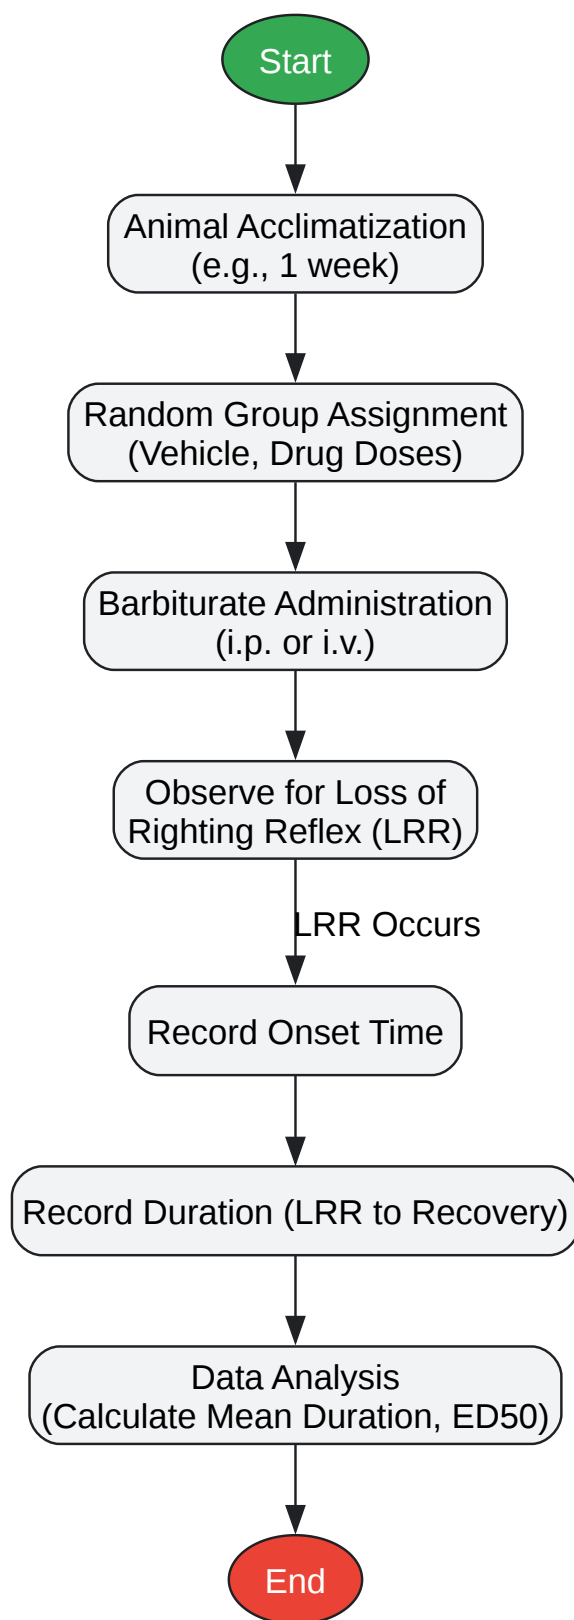 Start
Animal Acclimatization
(e.g., 1 week)
Random Group Assignment
(Vehicle, Drug Doses)
Barbiturate Administration
(i.p. or i.v.)
Observe for Loss of
Righting Reflex (LRR)
LRR Occurs
Record Onset Time
Record Duration (LRR to Recovery)
Data Analysis
(Calculate Mean Duration, ED50)
End